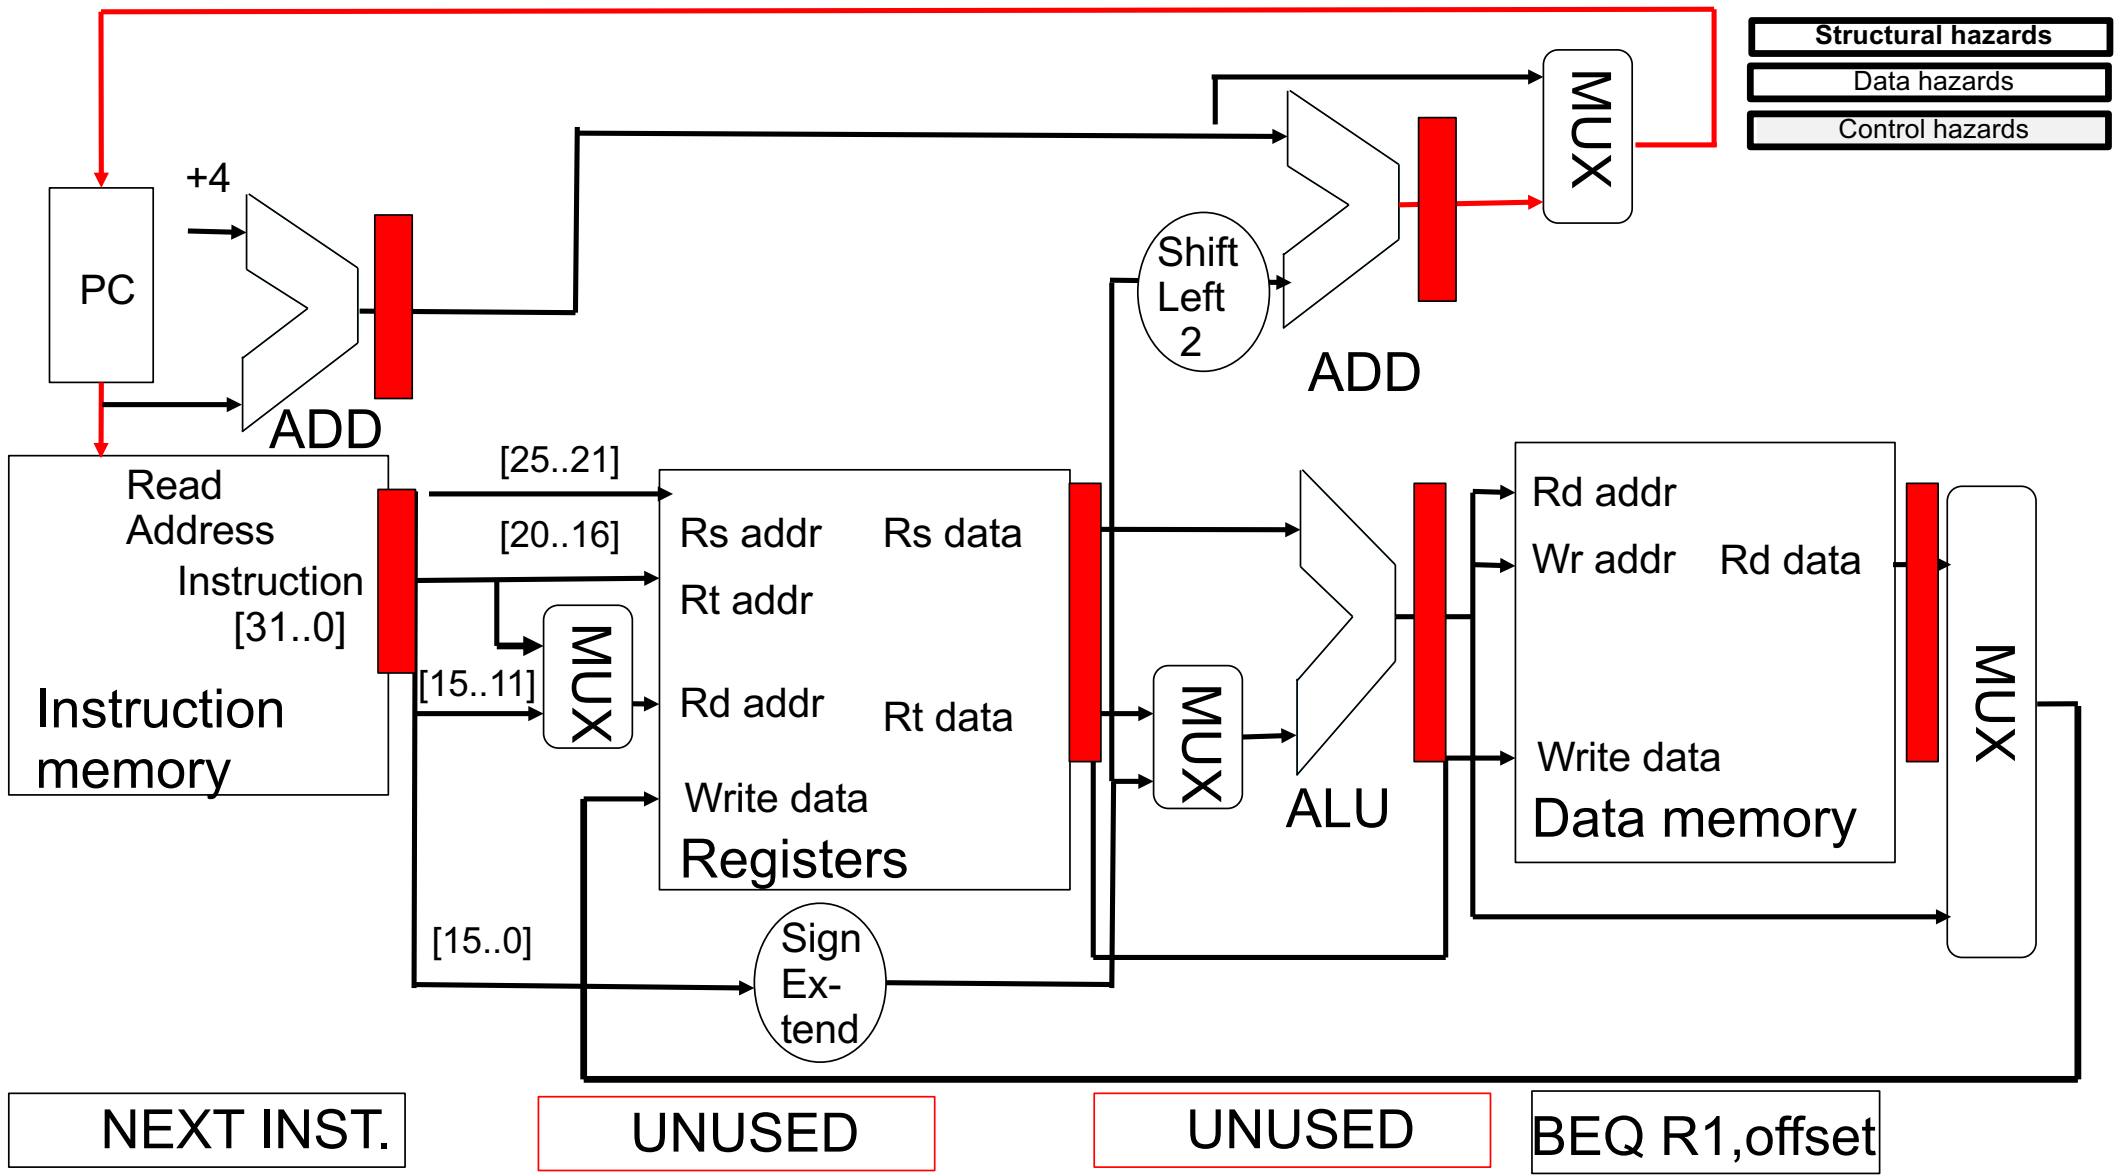 Structural hazards
Data hazards
Control hazards
MUX
+4
PC
ADD
Shift
Left
2
ADD
Read
Address
Instruction
[31..0]
Instruction
memory
[25..21]
[20..16]
[15..11]
MUX
Rs addr
Rs data
Rt addr
Rd addr
Rt data
Write data
Registers
[15..0]
Sign
Ex-
tend
MUX
ALU
Rd addr
Wr addr
Rd data
Write data
Data memory
MUX
NEXT INST.
UNUSED
UNUSED
BEQ R1,offset